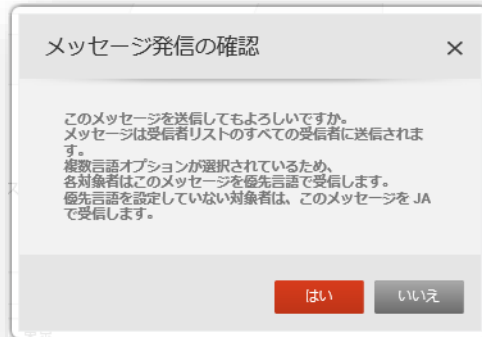 メッセージ発信の確認
×
このメッセージを送信してもよろしいですか。
メッセージは受信者リストのすべての受信者に送信されま
す。
複数言語オプションが選択されているため、
各対象者はこのメッセージを優先言語で受信します。
優先言語を設定していない対象者は、このメッセージを JA
で受信します。
はい
いいえ